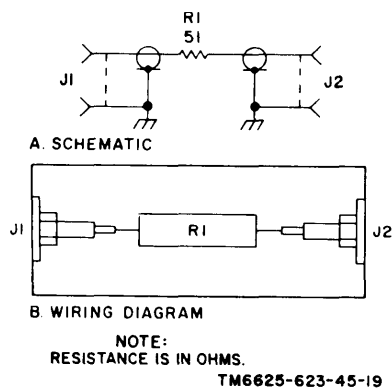 R1
51
J1
J2
A. SCHEMATIC
J1
R1
J2
B. WIRING DIAGRAM
NOTE:
RESISTANCE IS IN OHMS.
TM6625-623-45-19